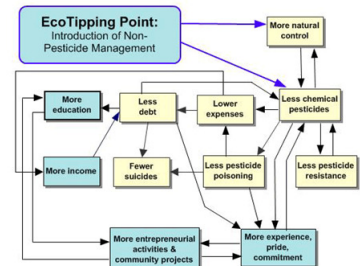 EcoTipping Point:
Introduction of Non-
Pesticide Management
More natural
control
More
education
Less
debt
Lower
expenses
Less chemical
pesticides
More income
Fewer
suicides
Less pesticide
poisoning
Less pesticide
resistance
More entrepreneurial
activities &
community projects
More experience,
pride,
commitment